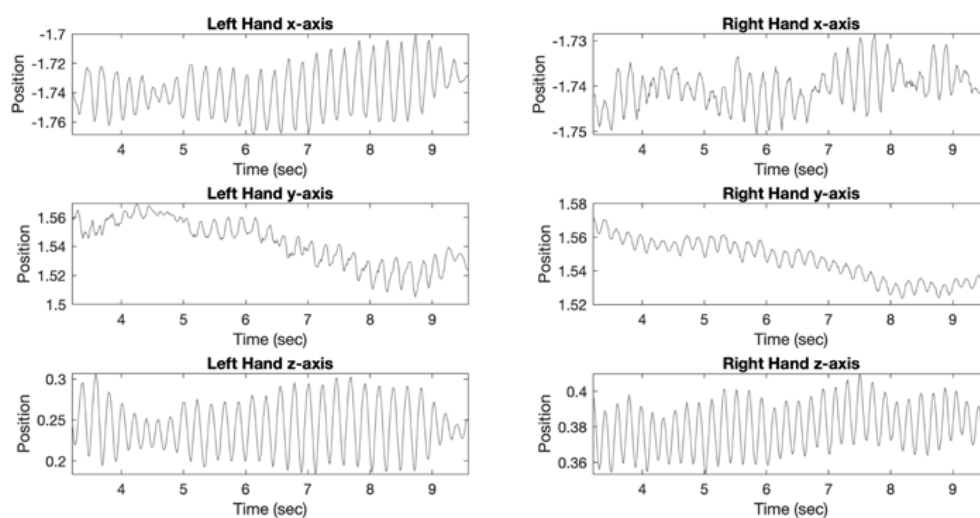 Left Hand x-axis
-1.7
-1.72
-1.74
-1.76
Position
4 5 6 7 8 9
Time (sec)
Right Hand x-axis
-1.73
-1.74
-1.75
Position
4 5 6 7 8 9
Time (sec)
Left Hand y-axis
1.56
1.54
1.52
1.5
Position
4 5 6 7 8 9
Time (sec)
Right Hand y-axis
1.58
1.56
1.54
1.52
Position
4 5 6 7 8 9
Time (sec)
Left Hand z-axis
0.3
0.25
0.2
Position
4 5 6 7 8 9
Time (sec)
Right Hand z-axis
0.4
0.38
0.36
Position
4 5 6 7 8 9
Time (sec)